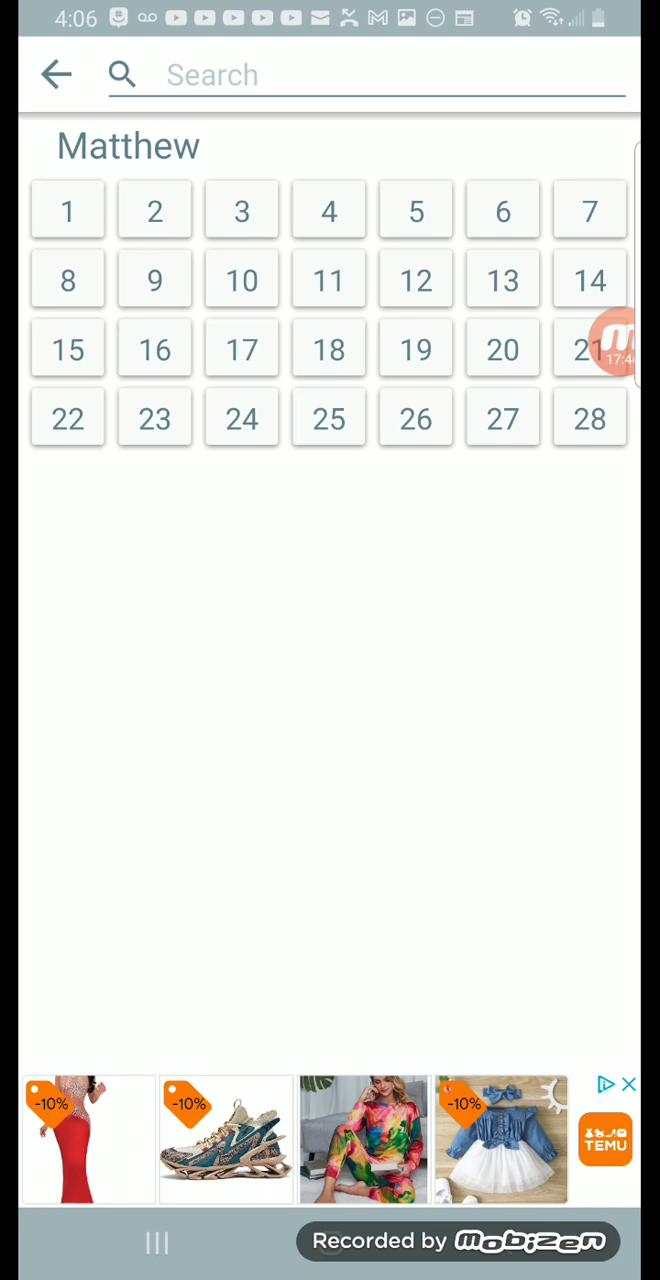 4:06
Search
Matthew
1 2 3 4 5 6 7
8 9 10 11 12 13 14
15 16 17 18 19 20 21
17:4
22 23 24 25 26 27 28
-10% -10% -10%
TEMU
Recorded by mobizen